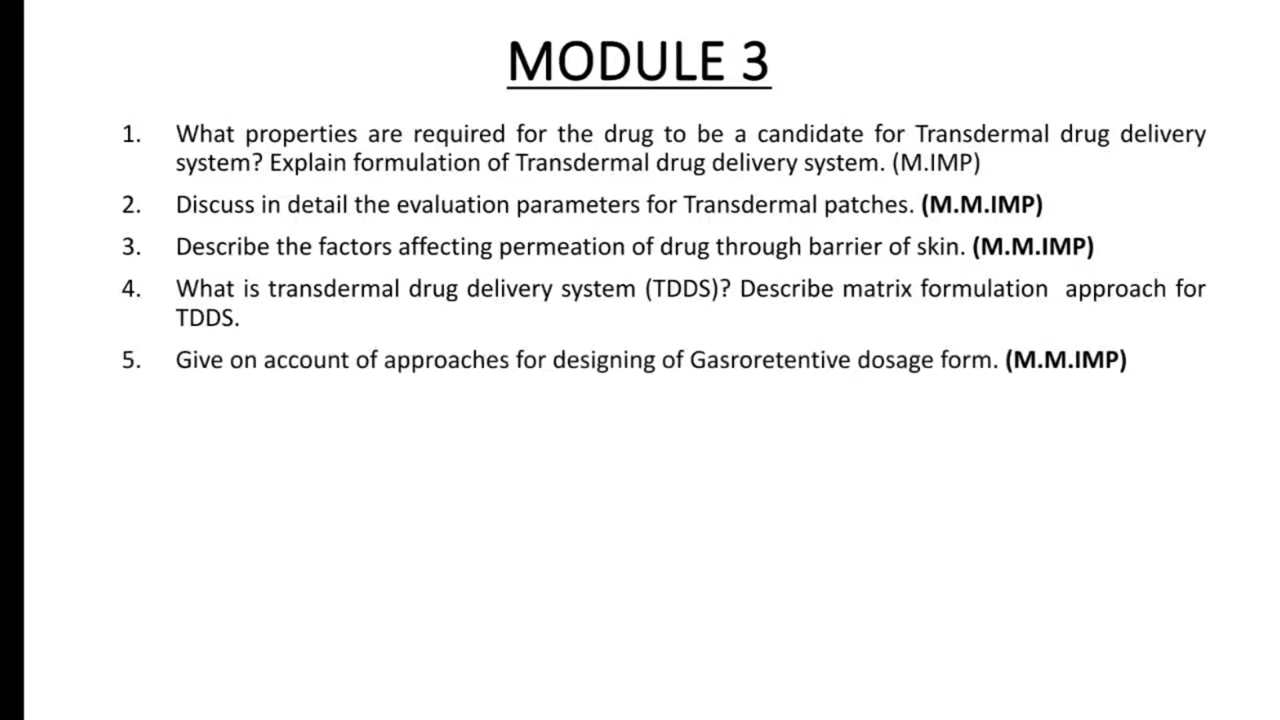 MODULE 3
1. What properties are required for the drug to be a candidate for Transdermal drug delivery
system? Explain formulation of Transdermal drug delivery system. (M.IMP)
2. Discuss in detail the evaluation parameters for Transdermal patches. (M.M.IMP)
3. Describe the factors affecting permeation of drug through barrier of skin. (M.M.IMP)
4. What is transdermal drug delivery system (TDDS)? Describe matrix formulation approach for
TDDS.
5. Give on account of approaches for designing of Gasroretentive dosage form. (M.M.IMP)